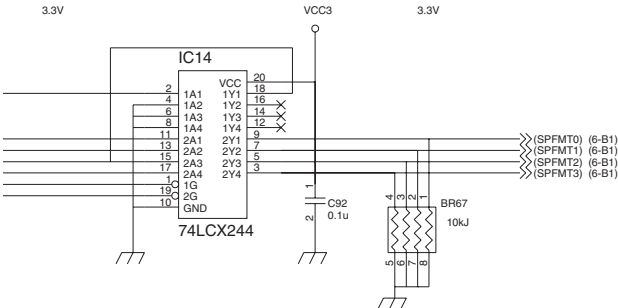 3.3V
VCC3
3.3V
IC14
2 1A1 VCC 20
4 1A2 1Y1 18
6 1A3 1Y2 16
8 1A4 1Y3 14
11 2A1 1Y4 12
13 2A2 2Y1 9
15 2A3 2Y2 7
17 2A4 2Y3 5
1 1G 2Y4 3
19 2G
10 GND
74LCX244
(SPFMT0) (6-B1)
(SPFMT1) (6-B1)
(SPFMT2) (6-B1)
(SPFMT3) (6-B1)
1
C92
2
0.1u
4 3 2 1
BR67
10kJ
5 6 7 8